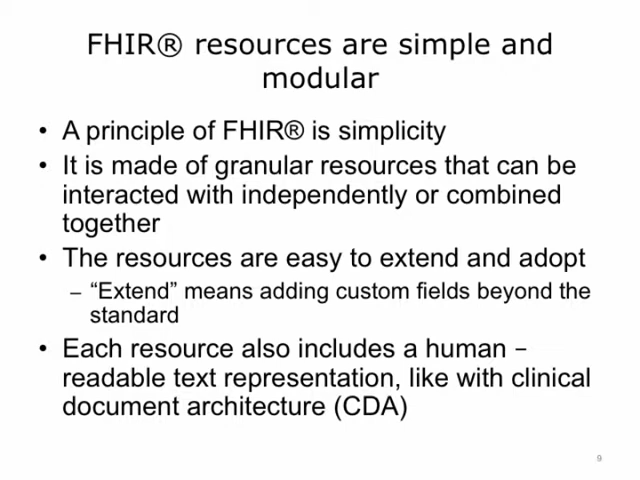 FHIR® resources are simple and
modular
• A principle of FHIR® is simplicity
• It is made of granular resources that can be
interacted with independently or combined
together
• The resources are easy to extend and adopt
– “Extend” means adding custom fields beyond the
standard
• Each resource also includes a human –
readable text representation, like with clinical
document architecture (CDA)
9